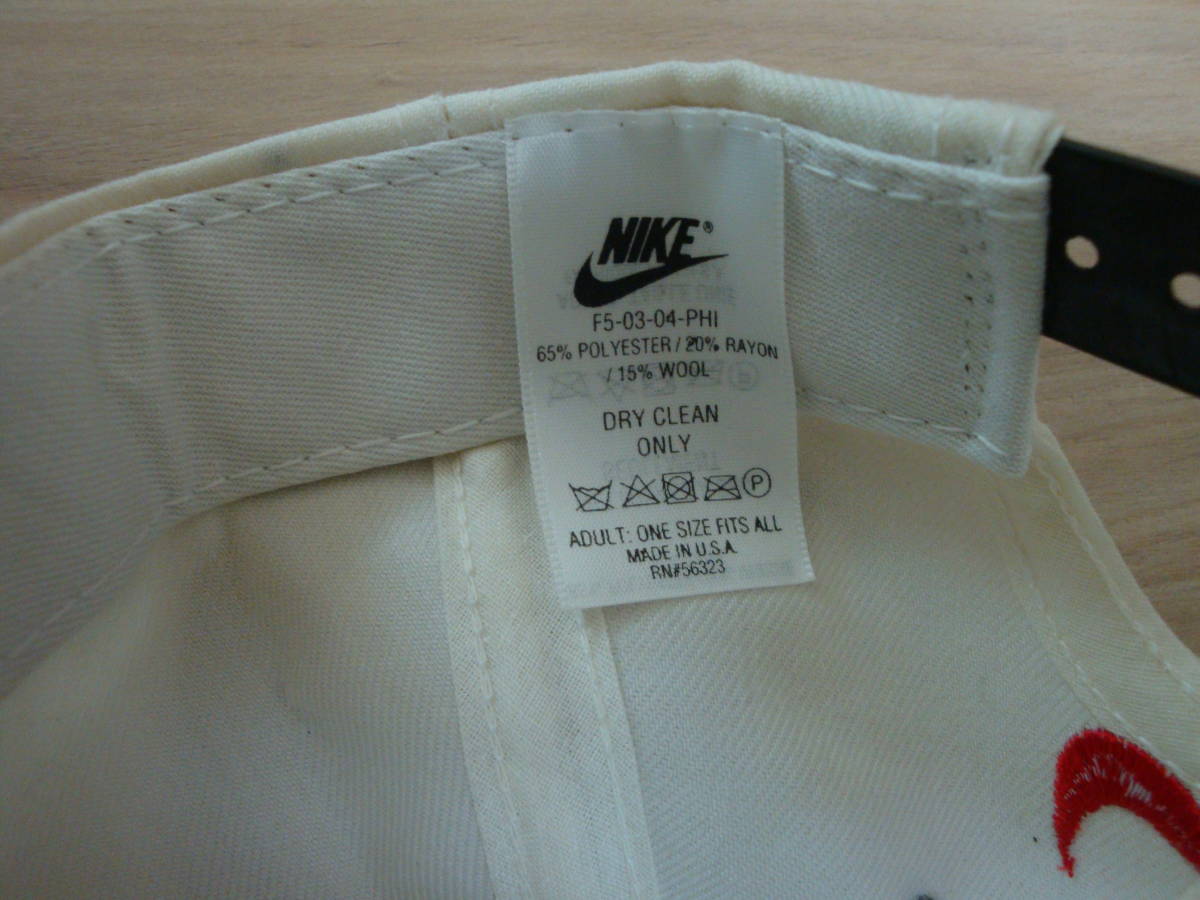 NIKE®
F5-03-04-PHI
65% POLYESTER / 20% RAYON
/ 15% WOOL
DRY CLEAN
ONLY
P
ADULT: ONE SIZE FITS ALL
MADE IN U.S.A.
RN#56323